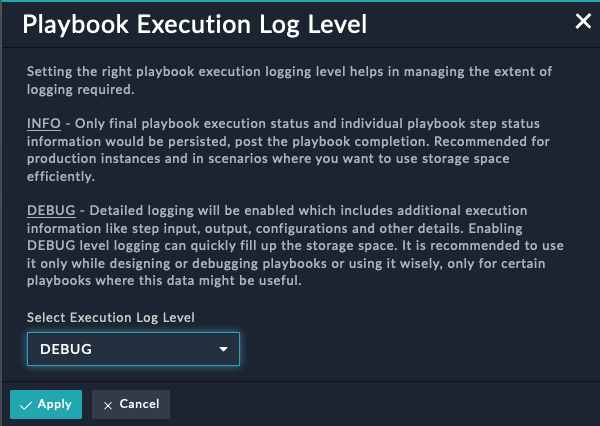 Playbook Execution Log Level
Setting the right playbook execution logging level helps in managing the extent of
logging required.
INFO - Only final playbook execution status and individual playbook step status
information would be persisted, post the playbook completion. Recommended for
production instances and in scenarios where you want to use storage space
efficiently.
DEBUG - Detailed logging will be enabled which includes additional execution
information like step input, output, configurations and other details. Enabling
DEBUG level logging can quickly fill up the storage space. It is recommended to use
it only while designing or debugging playbooks or using it wisely, only for certain
playbooks where this data might be useful.
Select Execution Log Level
DEBUG
Apply Cancel